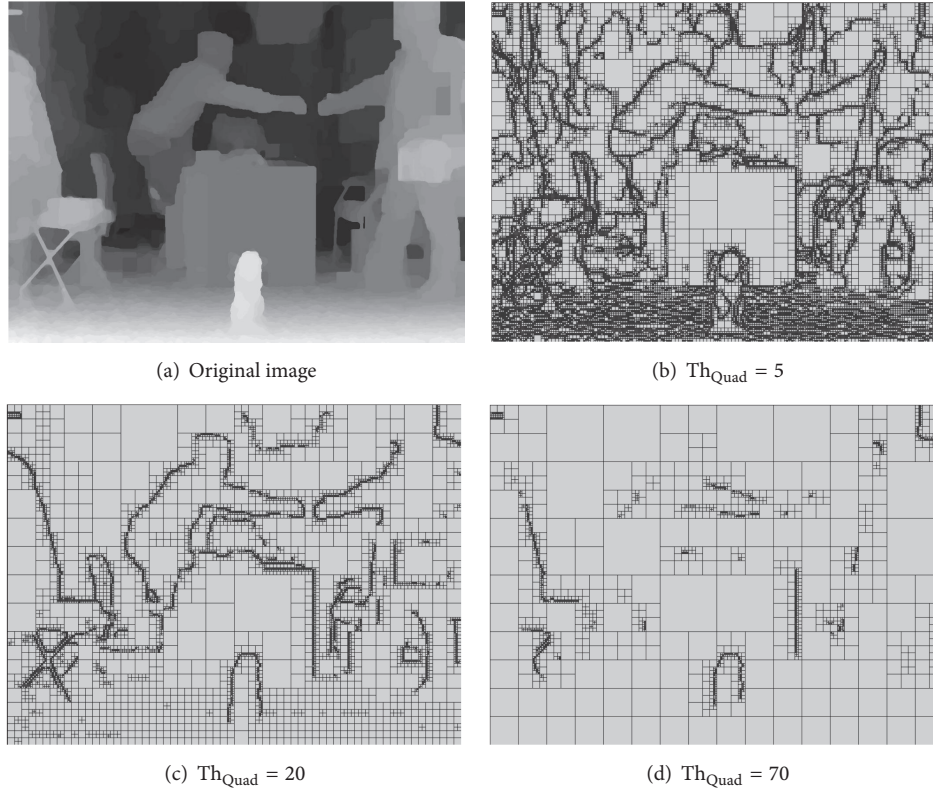 (a) Original image
(b) Th_Quad = 5
(c) Th_Quad = 20
(d) Th_Quad = 70